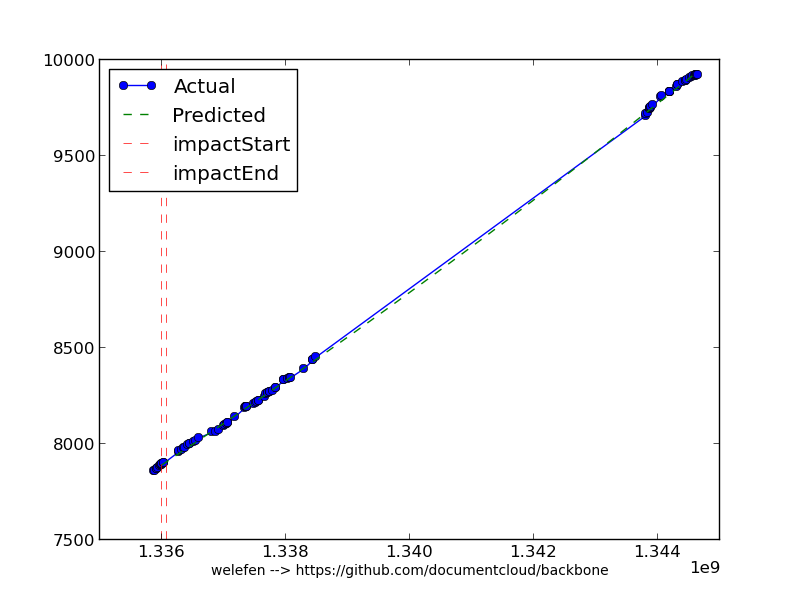 10000
9500
9000
8500
8000
7500
Actual
Predicted
impactStart
impactEnd
1.336 1.338 1.340 1.342 1.344
1e9
welefen --> https://github.com/documentcloud/backbone